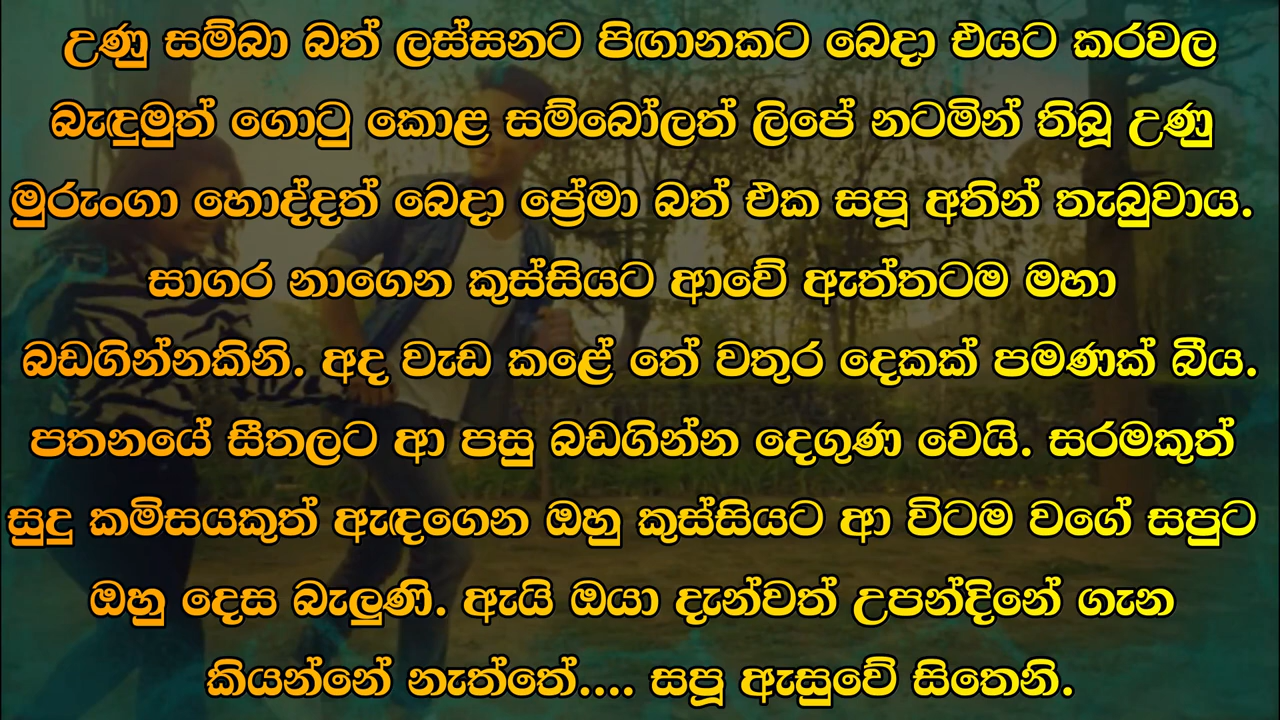 උණු සම්බා බත් ලස්සනට පිඟානකට බෙදා එයට කරවල
බැඳුමුත් ගොටු කොළ සම්බෝලත් ලිපේ නටමින් තිබූ උණු
මුරුංගා හොද්දත් බෙදා ප්‍රේමා බත් එක සපූ අතින් තැබුවාය.
සාගර නාගෙන කුස්සියට ආවේ ඇත්තටම මහා
බඩගින්නකිනි. අද වැඩ කළේ තේ වතුර දෙකක් පමණක් බීය.
පතනයේ සීතලට ආ පසු බඩගින්න දෙගුණ වෙයි. සරමකුත්
සුදු කමිසයකුත් ඇඳගෙන ඔහු කුස්සියට ආ විටම වගේ සපුට
ඔහු දෙස බැලුණි. ඇයි ඔයා දැන්වත් උපන්දිනේ ගැන
කියන්නේ නැත්තේ.... සපූ ඇසුවේ සිතෙනි.